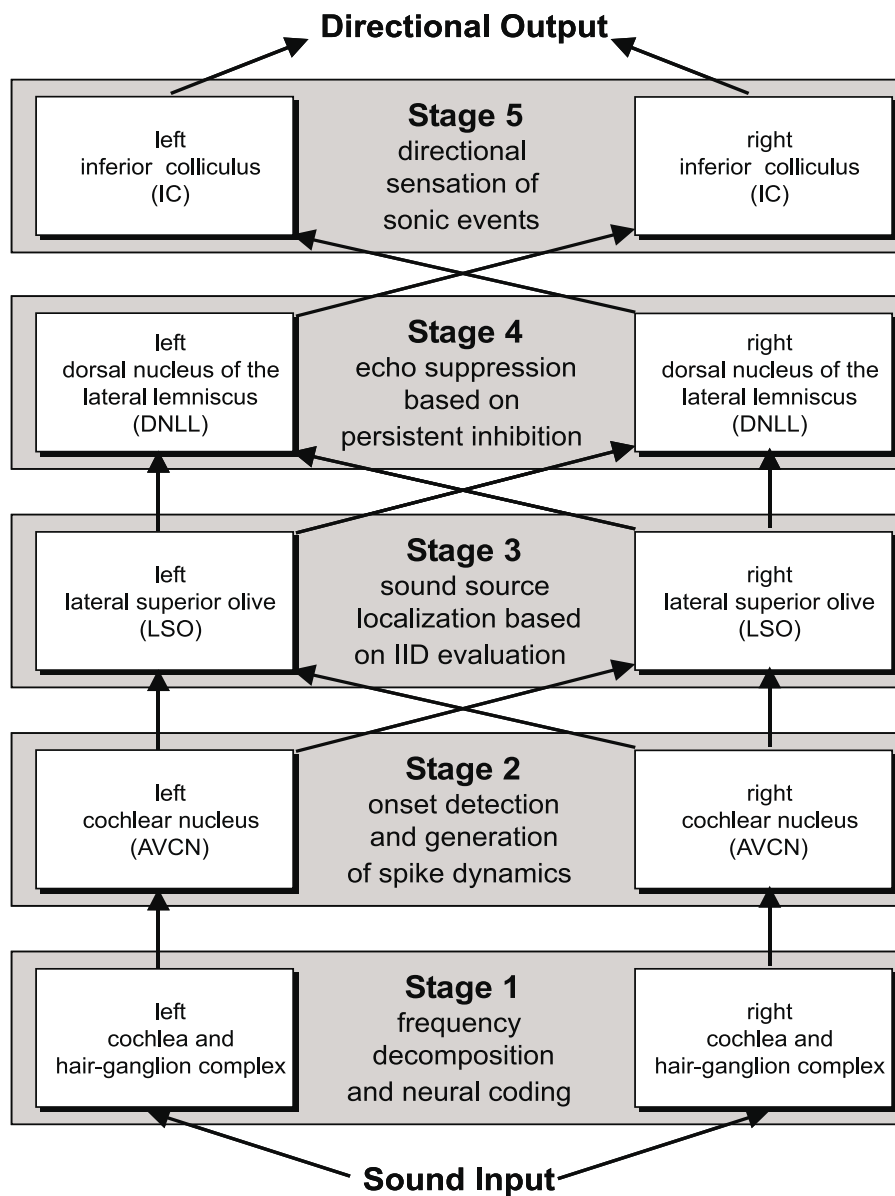 Directional Output
left
inferior colliculus
(IC)
Stage 5
directional
sensation of
sonic events
right
inferior colliculus
(IC)
left
dorsal nucleus of the
lateral lemniscus
(DNLL)
Stage 4
echo suppression
based on
persistent inhibition
right
dorsal nucleus of the
lateral lemniscus
(DNLL)
left
lateral superior olive
(LSO)
Stage 3
sound source
localization based
on IID evaluation
right
lateral superior olive
(LSO)
left
cochlear nucleus
(AVCN)
Stage 2
onset detection
and generation
of spike dynamics
right
cochlear nucleus
(AVCN)
left
cochlea and
hair-ganglion complex
Stage 1
frequency
decomposition
and neural coding
right
cochlea and
hair-ganglion complex
Sound Input